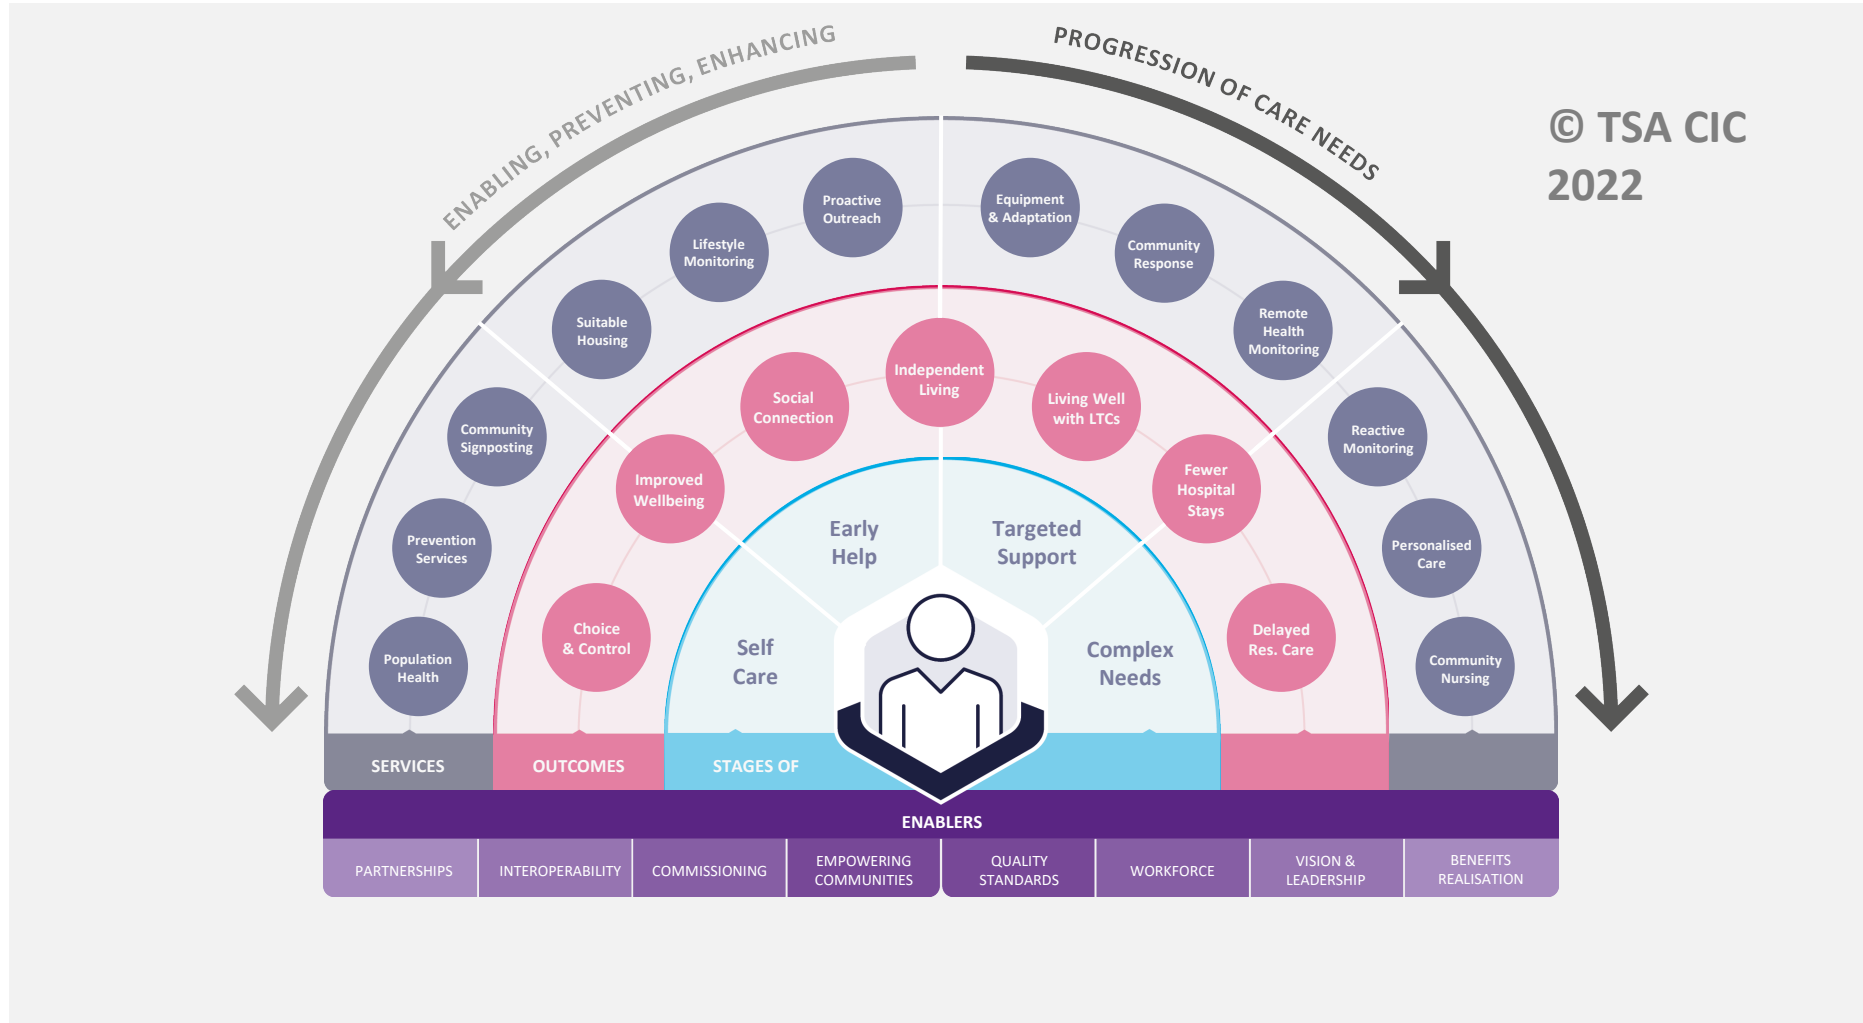 ENABLING, PREVENTING, ENHANCING
PROGRESSION OF CARE NEEDS
© TSA CIC
2022
Population
Health
Prevention
Services
Community
Signposting
Suitable
Housing
Lifestyle
Monitoring
Proactive
Outreach
Equipment
& Adaptation
Community
Response
Remote
Health
Monitoring
Reactive
Monitoring
Personalised
Care
Community
Nursing
Choice
& Control
Improved
Wellbeing
Social
Connection
Independent
Living
Living Well
with LTCs
Fewer
Hospital
Stays
Delayed
Res. Care
Self
Care
Early
Help
Targeted
Support
Complex
Needs
SERVICES
OUTCOMES
STAGES OF
ENABLERS
PARTNERSHIPS
INTEROPERABILITY
COMMISSIONING
EMPOWERING
COMMUNITIES
QUALITY
STANDARDS
WORKFORCE
VISION &
LEADERSHIP
BENEFITS
REALISATION